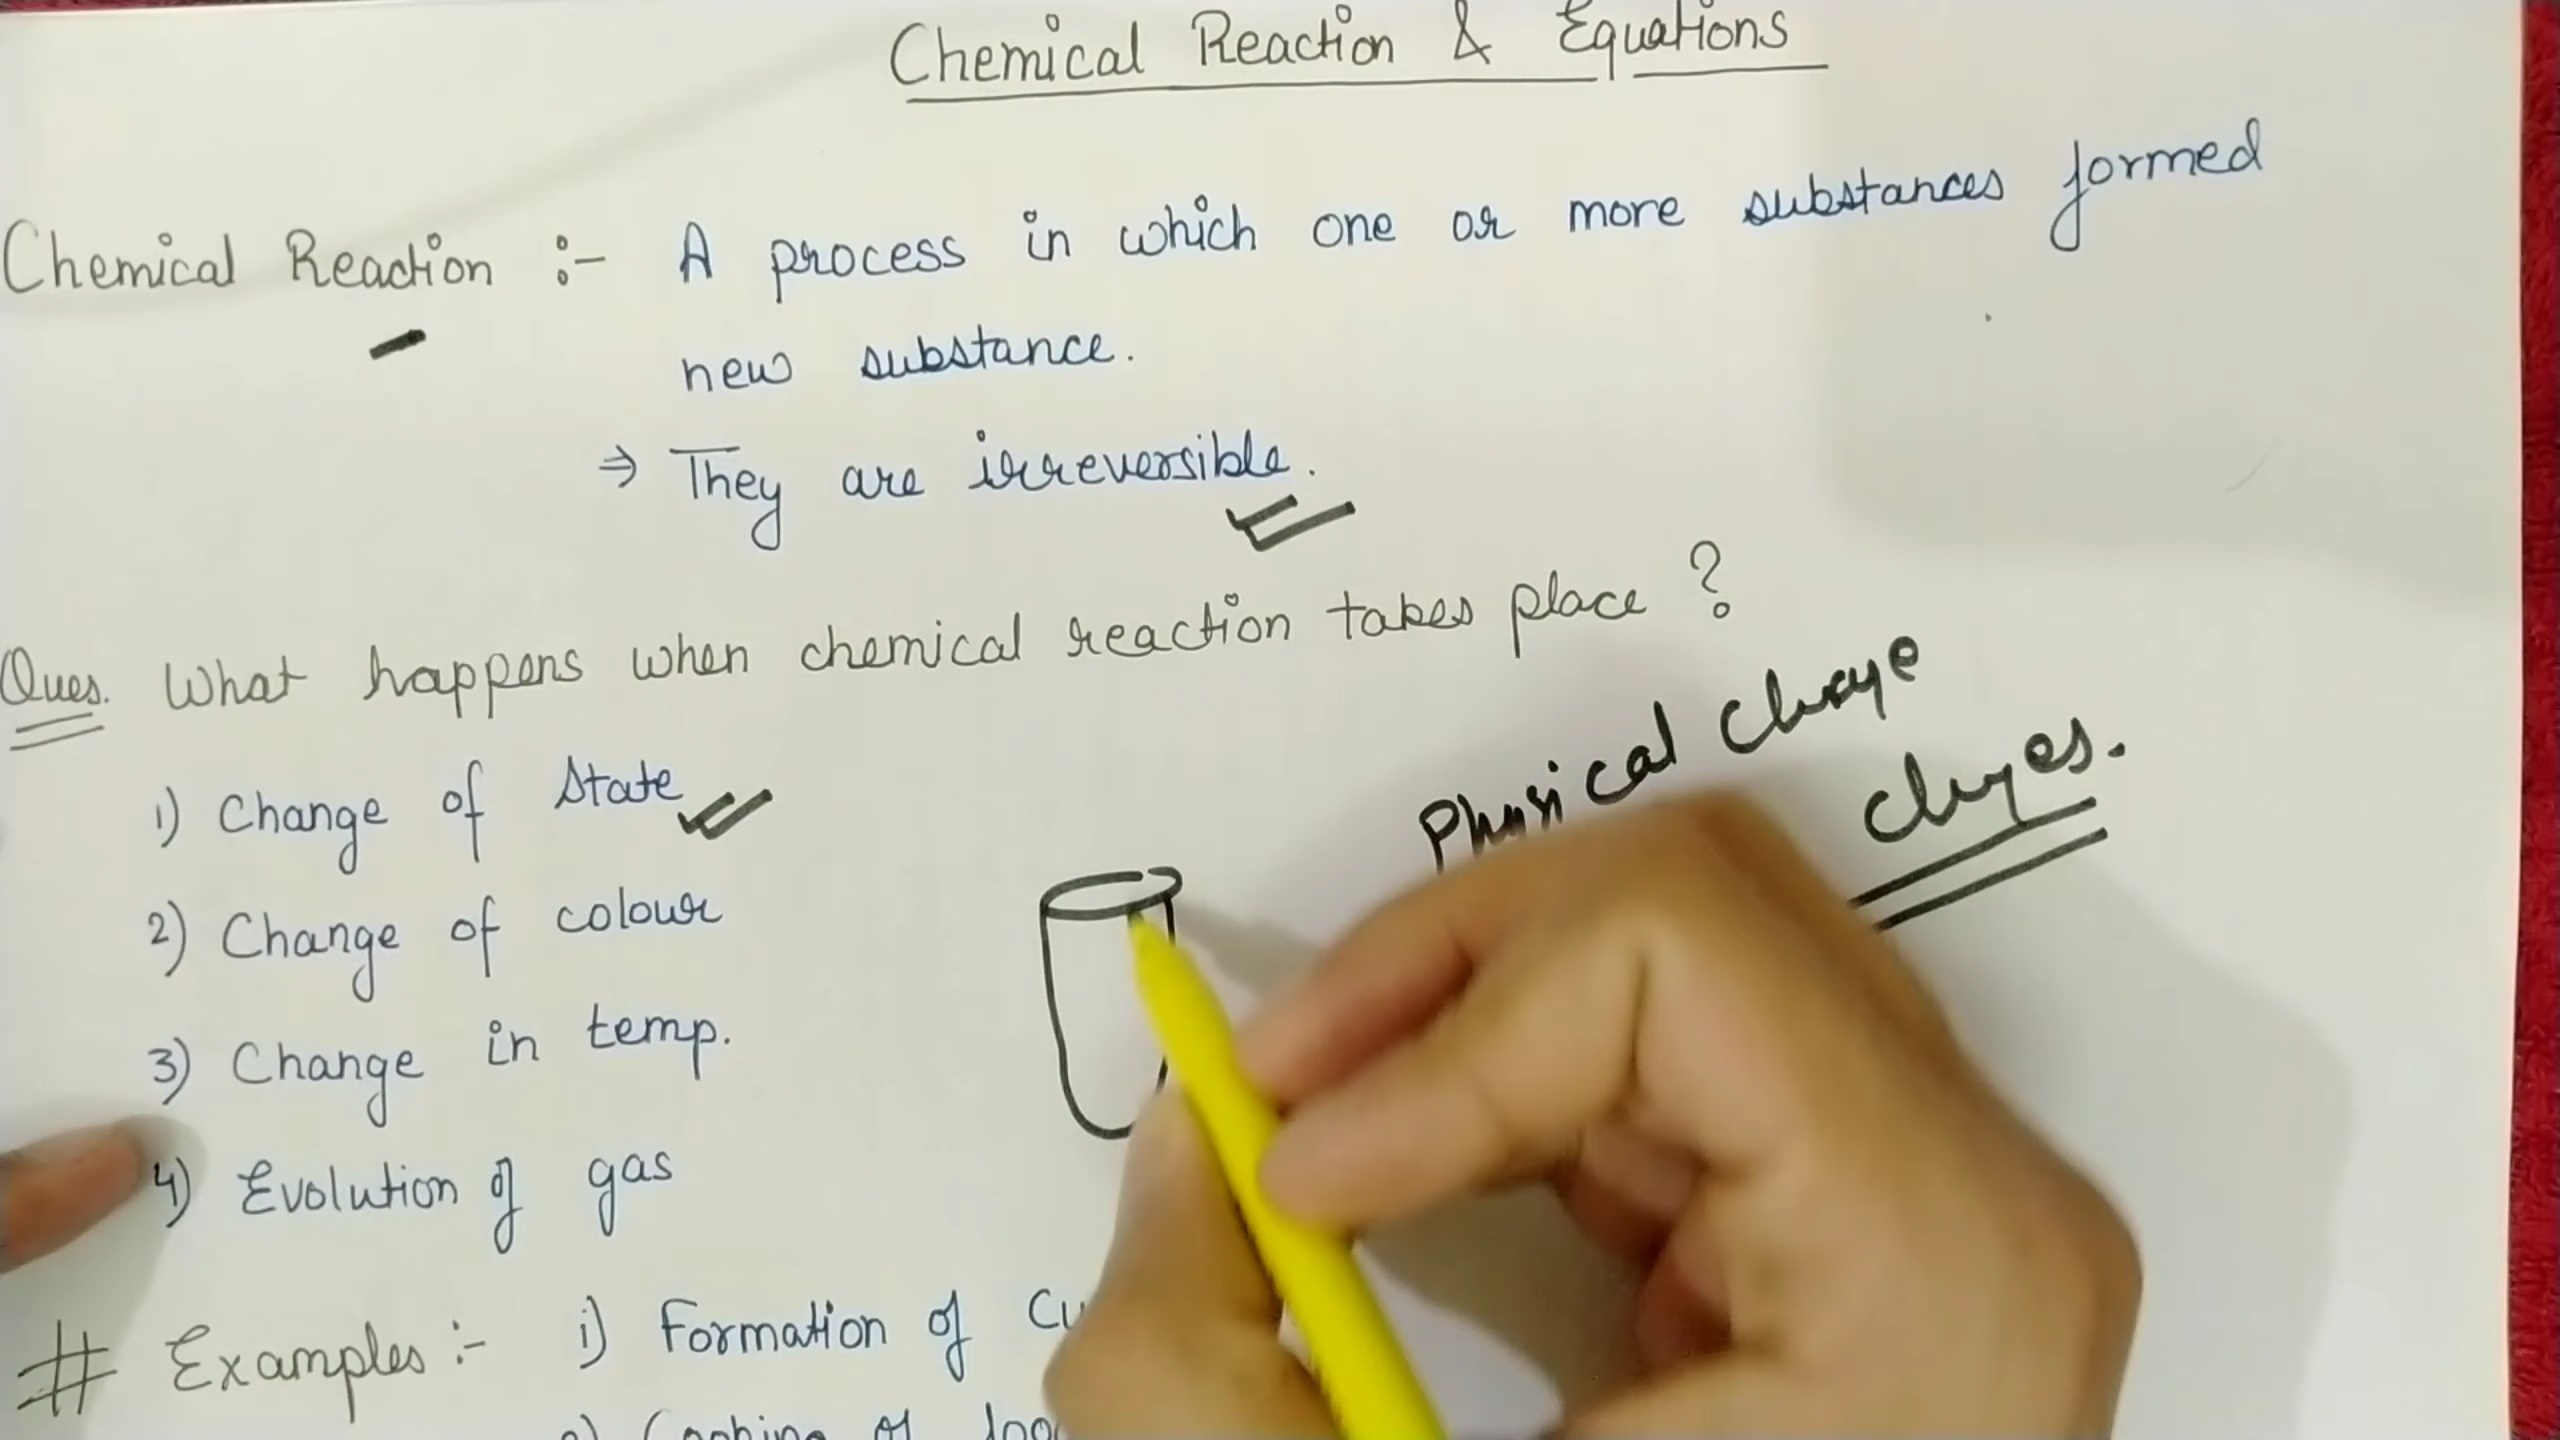 Chemical Reaction & Equations
Chemical Reaction :- A process in which one or more substances formed
new substance.
⇒ They are irreversible.
Ques. What happens when chemical reaction takes place ?
Physical
1) Change of state
2) Change of colour
3) Change in temp.
4) Evolution of gas
# Examples :- i) Formation of Cu
of